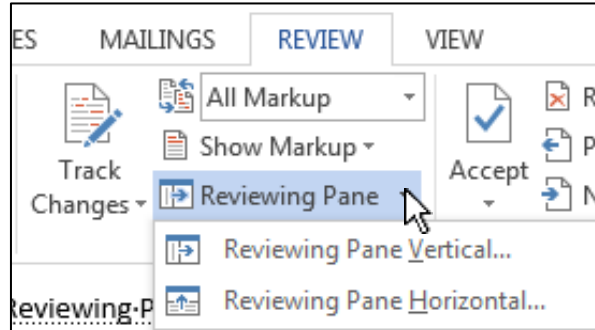 ES MAILINGS REVIEW VIEW
All Markup
Show Markup
Track Changes
Reviewing Pane
Accept
R
P
N
Reviewing Pane Vertical...
Reviewing Pane Horizontal...
Reviewing·P